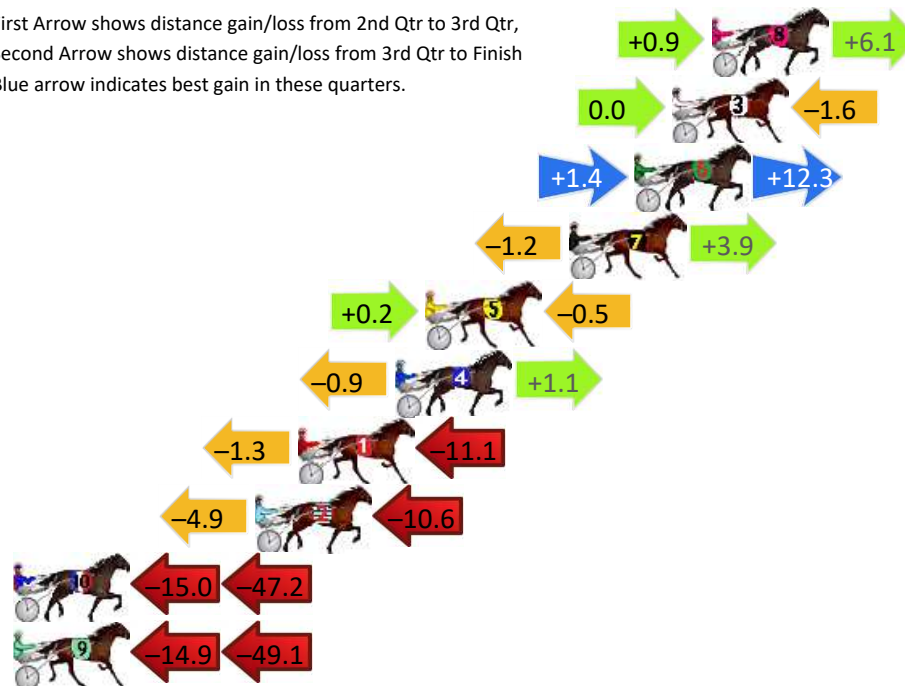 irst Arrow shows distance gain/loss from 2nd Qtr to 3rd Qtr,
econd Arrow shows distance gain/loss from 3rd Qtr to Finish
Blue arrow indicates best gain in these quarters.
+0.9 8 +6.1
0.0 3 –1.6
+1.4 6 +12.3
–1.2 7 +3.9
+0.2 5 –0.5
–0.9 4 +1.1
–1.3 1 –11.1
–4.9 2 –10.6
10 –15.0 –47.2
9 –14.9 –49.1